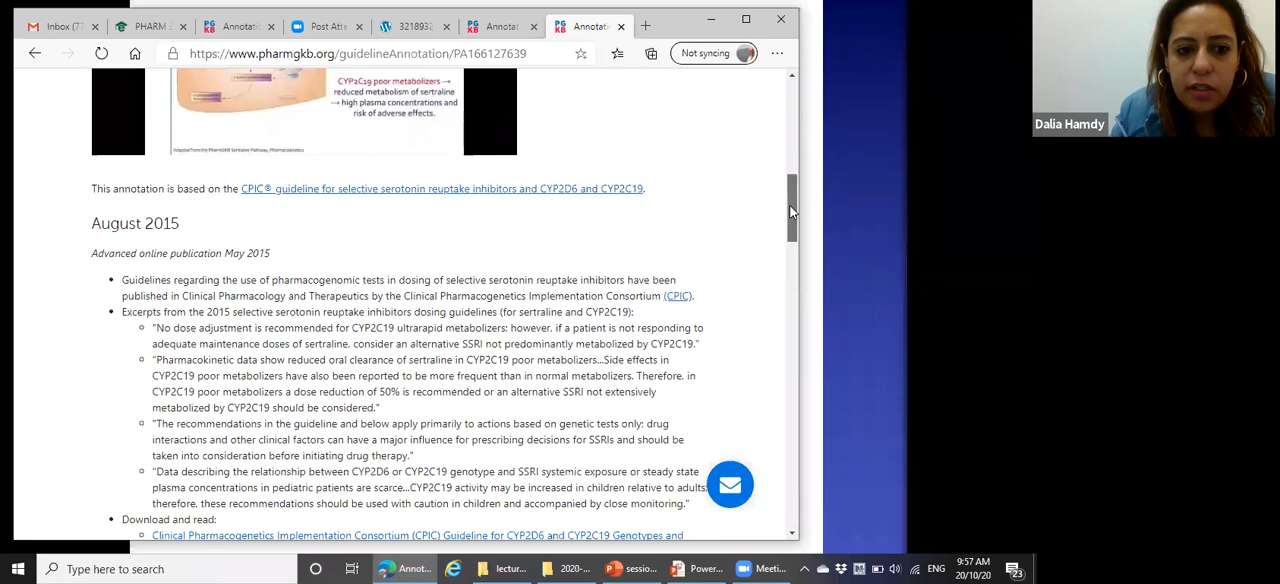 Inbox (7
PHARM
Annotati
Post Atte
3218932
Annotat
Annotati
https://www.pharmgkb.org/guidelineAnnotation/PA166127639
Not syncing
CYP2C19 poor metabolizers →
reduced metabolism of sertraline
→ high plasma concentrations and
risk of adverse effects.
Adapted from the PharmGKB Sertraline Pathway, Pharmacokinetics
This annotation is based on the CPIC® guideline for selective serotonin reuptake inhibitors and CYP2D6 and CYP2C19.
August 2015
Advanced online publication May 2015
Guidelines regarding the use of pharmacogenomic tests in dosing of selective serotonin reuptake inhibitors have been
published in Clinical Pharmacology and Therapeutics by the Clinical Pharmacogenetics Implementation Consortium (CPIC).
Excerpts from the 2015 selective serotonin reuptake inhibitors dosing guidelines (for sertraline and CYP2C19):
"No dose adjustment is recommended for CYP2C19 ultrarapid metabolizers; however, if a patient is not responding to
adequate maintenance doses of sertraline, consider an alternative SSRI not predominantly metabolized by CYP2C19."
"Pharmacokinetic data show reduced oral clearance of sertraline in CYP2C19 poor metabolizers...Side effects in
CYP2C19 poor metabolizers have also been reported to be more frequent than in normal metabolizers. Therefore, in
CYP2C19 poor metabolizers a dose reduction of 50% is recommended or an alternative SSRI not extensively
metabolized by CYP2C19 should be considered."
"The recommendations in the guideline and below apply primarily to actions based on genetic tests only; drug
interactions and other clinical factors can have a major influence for prescribing decisions for SSRIs and should be
taken into consideration before initiating drug therapy."
"Data describing the relationship between CYP2D6 or CYP2C19 genotype and SSRI systemic exposure or steady state
plasma concentrations in pediatric patients are scarce...CYP2C19 activity may be increased in children relative to adults;
therefore, these recommendations should be used with caution in children and accompanied by close monitoring."
Download and read:
Clinical Pharmacogenetics Implementation Consortium (CPIC) Guideline for CYP2D6 and CYP2C19 Genotypes and
Dalia Hamdy
Type here to search
Annot...
lectur...
2020-
sessio...
Power...
Meeti...
ENG
9:57 AM
20/10/20
23